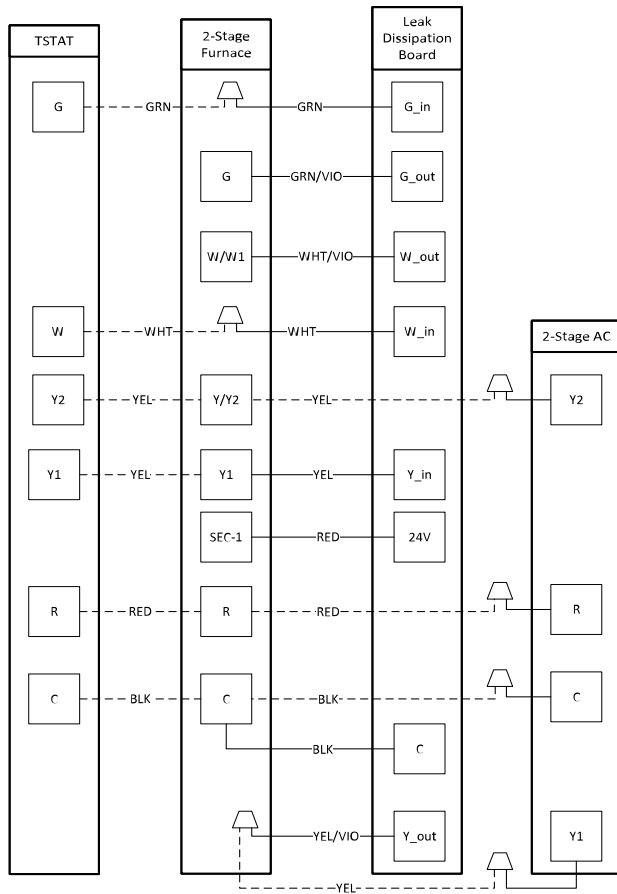 Leak
Dissipation
Board
TSTAT
2-Stage
Furnace
G
GRN
GRN
G_in
G
GRN/VIO
G_out
W/W1
WHT/VIO
W_out
W
WHT
WHT
W_in
2-Stage AC
Y2
YEL
Y/Y2
YEL
Y2
Y1
YEL
Y1
YEL
Y_in
SEC-1
RED
24V
R
RED
R
RED
R
C
BLK
C
BLK
C
BLK
C
YEL/VIO
Y_out
Y1
YEL